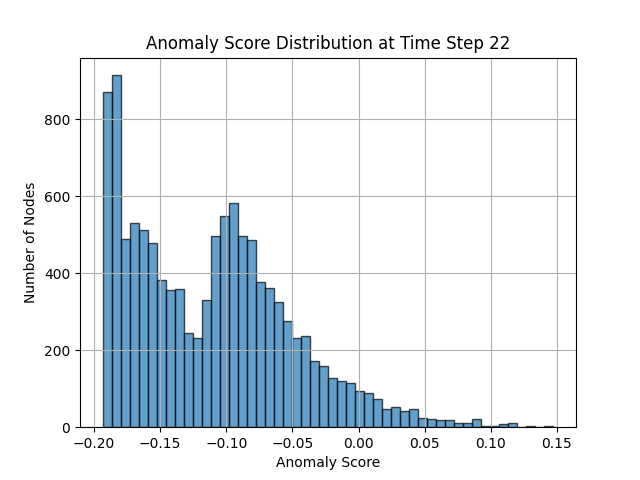 Anomaly Score Distribution at Time Step 22
Number of Nodes
800
600
400
200
0
−0.20 −0.15 −0.10 −0.05 0.00 0.05 0.10 0.15
Anomaly Score